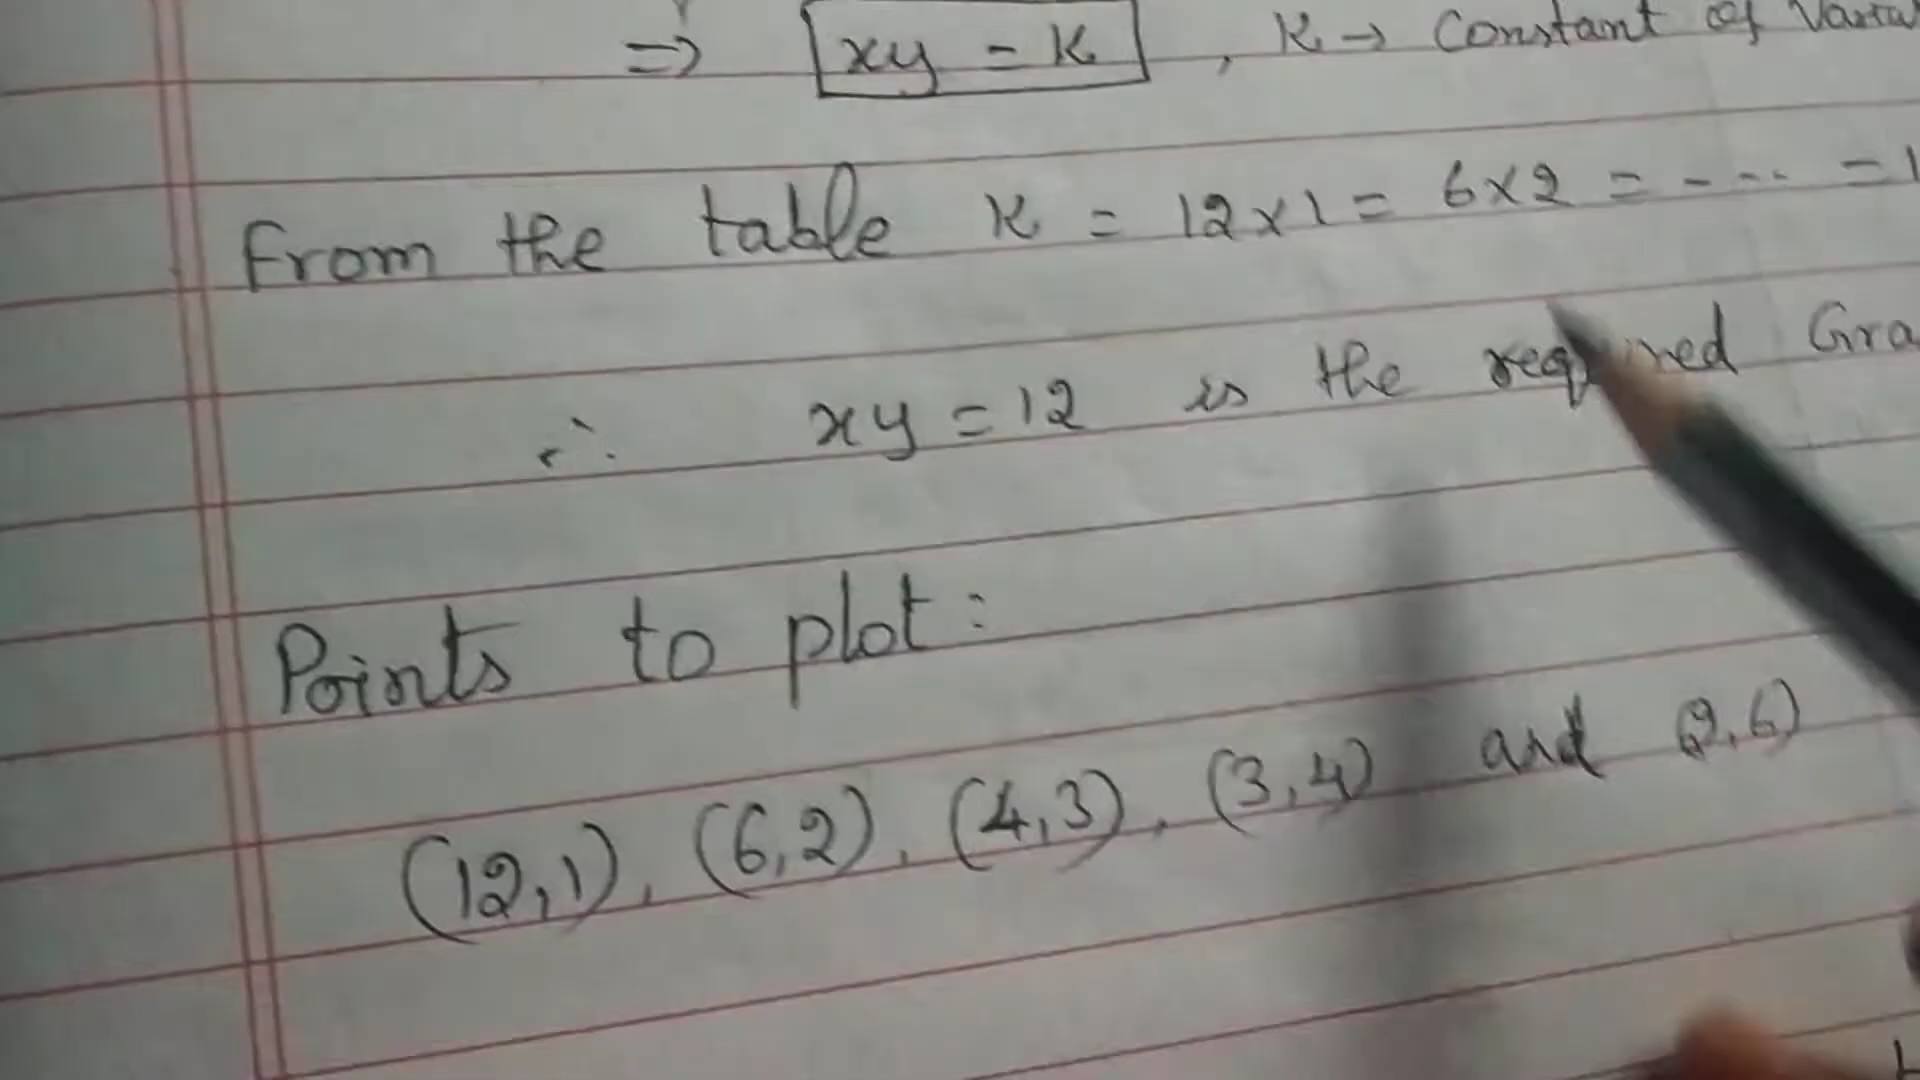 ⇒ xy = K , K → Constant of
From the table K = 12×1 = 6×2 = - - - - =
∴ xy = 12 is the required
Points to plot :
(12,1), (6,2), (4,3), (3,4) and (2,6)